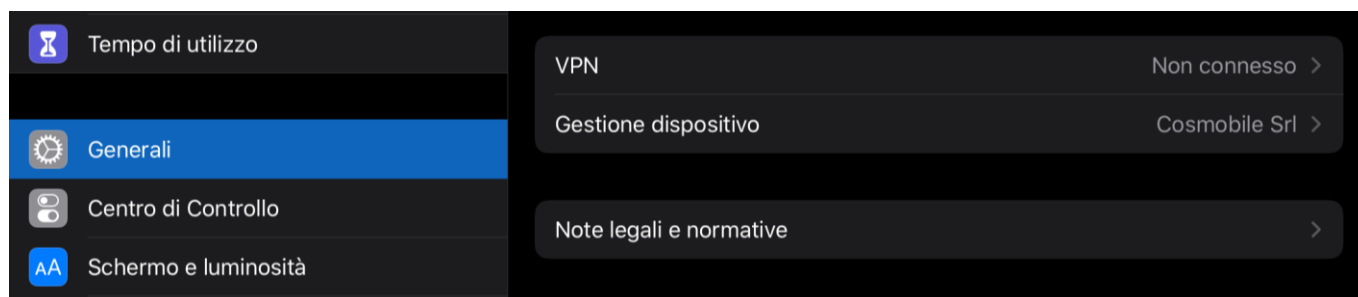 Tempo di utilizzo
Generali
Centro di Controllo
AA Schermo e luminosità
VPN Non connesso
Gestione dispositivo Cosmobile Srl
Note legali e normative